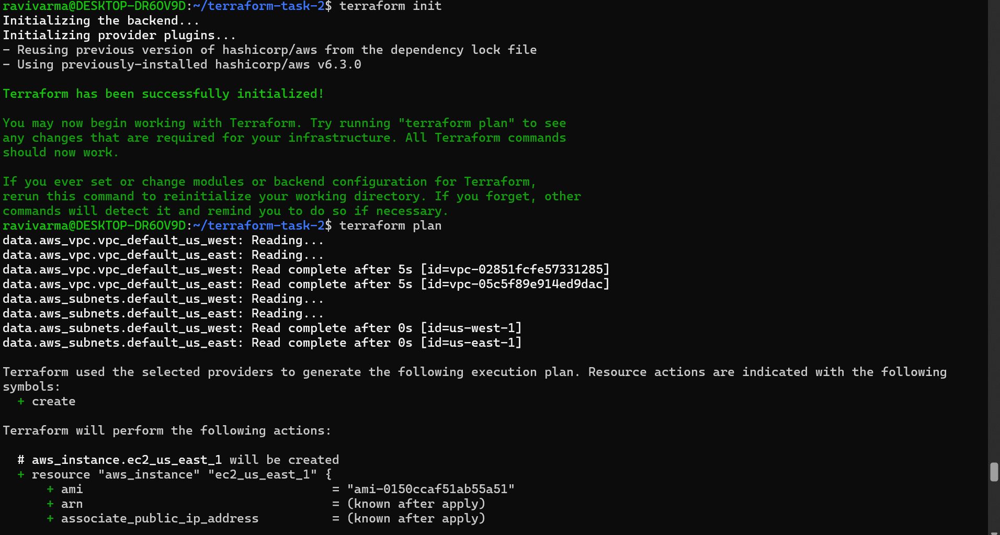 ravivarma@DESKTOP-DR6OV9D:~/terraform-task-2$ terraform init
Initializing the backend...
Initializing provider plugins...
- Reusing previous version of hashicorp/aws from the dependency lock file
- Using previously-installed hashicorp/aws v6.3.0
Terraform has been successfully initialized!
You may now begin working with Terraform. Try running "terraform plan" to see
any changes that are required for your infrastructure. All Terraform commands
should now work.
If you ever set or change modules or backend configuration for Terraform,
rerun this command to reinitialize your working directory. If you forget, other
commands will detect it and remind you to do so if necessary.
ravivarma@DESKTOP-DR6OV9D:~/terraform-task-2$ terraform plan
data.aws_vpc.vpc_default_us_west: Reading...
data.aws_vpc.vpc_default_us_east: Reading...
data.aws_vpc.vpc_default_us_west: Read complete after 5s [id=vpc-02851fcfe57331285]
data.aws_vpc.vpc_default_us_east: Read complete after 5s [id=vpc-05c5f89e914ed9dac]
data.aws_subnets.default_us_west: Reading...
data.aws_subnets.default_us_east: Reading...
data.aws_subnets.default_us_west: Read complete after 0s [id=us-west-1]
data.aws_subnets.default_us_east: Read complete after 0s [id=us-east-1]
Terraform used the selected providers to generate the following execution plan. Resource actions are indicated with the following
symbols:
  + create
Terraform will perform the following actions:
  # aws_instance.ec2_us_east_1 will be created
  + resource "aws_instance" "ec2_us_east_1" {
      + ami                                  = "ami-0150ccaf51ab55a51"
      + arn                                  = (known after apply)
      + associate_public_ip_address          = (known after apply)